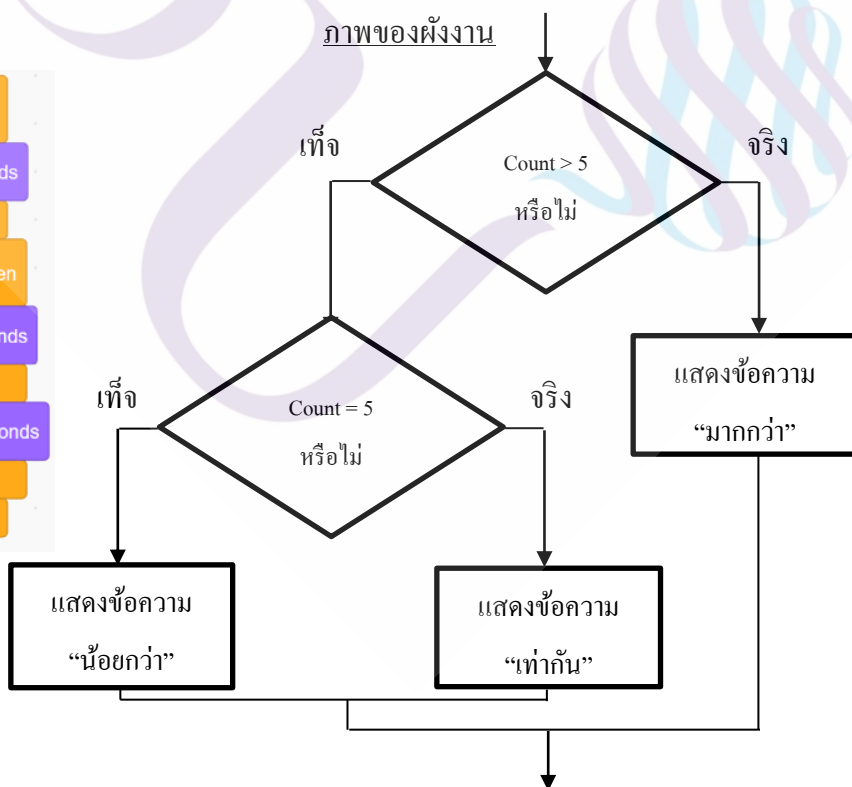 ภาพของผังงาน
เท็จ
จริง
Count > 5
หรือไม่
ds
en
nds
onds
แสดงข้อความ
“มากกว่า”
เท็จ
จริง
Count = 5
หรือไม่
แสดงข้อความ
“น้อยกว่า”
แสดงข้อความ
“เท่ากัน”